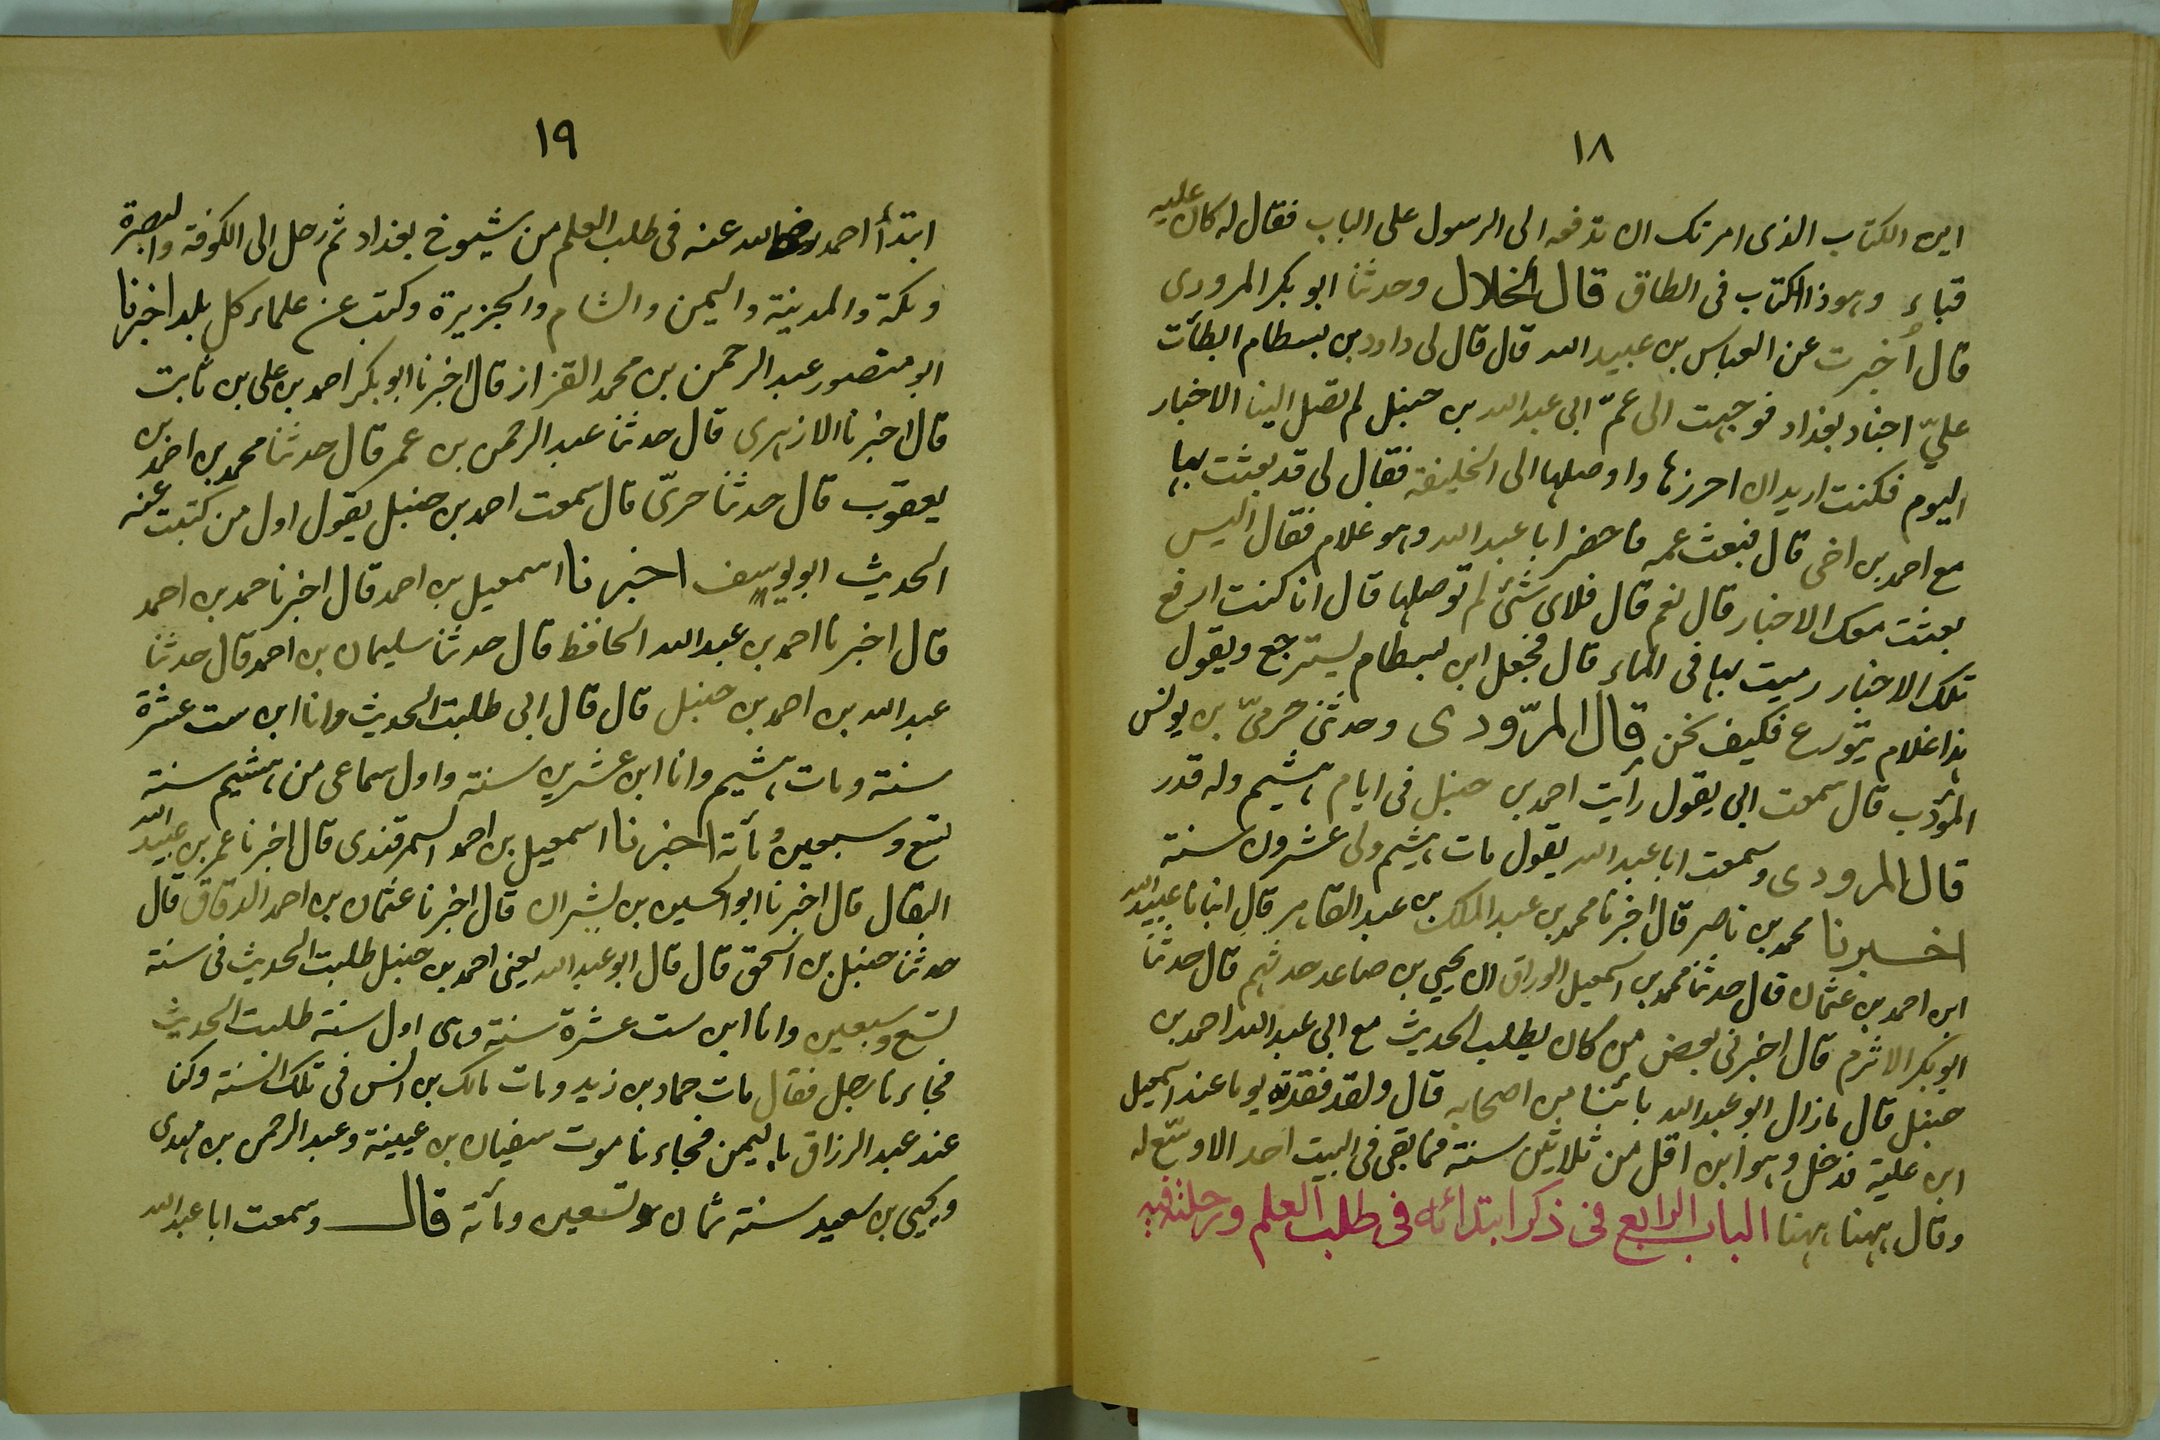 ١٨
اين الكتاب الذى امرتك ان تدفعه الى الرسول على الباب فقال له كان عليه
قباء وهوذا الكتاب فى الطاق قال الخلال وحدثنا ابو بكر المرودى
قال أُخبرت عن العباس بن عبيد الله قال قال لى داود بن بسطام ابطأت
عليّ اخبار بغداد فوجهت الى عمّ ابى عبد الله بن حنبل لم تصل الينا الاخبار
اليوم فكنت اريد ان احررها واوصلها الى الخليفة فقال لى قد بعثت بها
مع احمد بن اخى قال فبعث عمه فاحضر ابا عبد الله وهو غلام فقال اليس
بعثت معك الاخبار قال نعم قال فلاى شئ لم توصلها قال انا كنت ارفع
تلك الاخبار رميت بها فى الماء قال فجعل ابن بسطام يسترجع ويقول
هذا غلام يتورع فكيف نحن قال المرّودى وحدثنى حرمىّ بن يونس
المؤدب قال سمعت ابى يقول رأيت احمد بن حنبل فى ايام هشيم وله قدر
قال المرودى وسمعت ابا عبد الله يقول مات هشيم ولى عشرون سنة
اخبرنا محمد بن ناصر قال اخبرنا محمد بن عبد الملك بن عبد القاهر قال انبانا عبيد الله
ابن احمد بن عثمان قال حدثنا محمد بن اسمعيل الوراق ان يحيى بن صاعد حدثهم قال حدثنا
ابو بكر الاثرم قال اخبرنى بعض من كان يطلب الحديث مع ابى عبد الله احمد بن
حنبل قال مازال ابو عبد الله بائنا من اصحابه قال ولقد فقدته يوما عند اسمعيل
ابن علية فدخل وهو ابن اقل من ثلاثين سنة فما بقى فى البيت احد الا وسّع له
وقال ههنا ههنا الباب الرابع فى ذكر ابتدائه فى طلب العلم ورحلته فيه
١٩
ابتدأ احمد رضى الله عنه فى طلب العلم من شيوخ بغداد ثم رحل الى الكوفة والبصرة
ومكة والمدينة واليمن والشام والجزيرة وكتب عن علماء كل بلد اخبرنا
ابو منصور عبد الرحمن بن محمد القزاز قال اخبرنا ابو بكر احمد بن على بن ثابت
قال اخبرنا الازهرى قال حدثنا عبد الرحمن بن عمر قال حدثنا محمد بن احمد بن
يعقوب قال حدثنا جدّى قال سمعت احمد بن حنبل يقول اول من كتبت عنه
الحديث ابو يوسف اخبرنا اسمعيل بن احمد قال اخبرنا حمد بن احمد
قال اخبرنا احمد بن عبد الله الحافظ قال حدثنا سليمان بن احمد قال حدثنا
عبد الله بن احمد بن حنبل قال قال ابى طلبت الحديث وانا ابن ست عشرة
سنة ومات هشيم وانا ابن عشرين سنة واول سماعى من هشيم سنة
تسع وسبعين ومائة اخبرنا اسمعيل بن احمد السمرقندى قال اخبرنا عمر بن عبيد الله
البقال قال اخبرنا ابو الحسين بن بشران قال اخبرنا عثمان بن احمد الدقاق قال
حدثنا حنبل بن اسحق قال قال ابو عبد الله يعنى احمد بن حنبل طلبت الحديث فى سنة
تسع وسبعين وانا ابن ست عشرة سنة وهى اول سنة طلبت الحديث
فجاءنا رجل فقال مات حماد بن زيد ومات مالك بن انس فى تلك السنة وكنا
عند عبد الرزاق باليمن فجاءنا موت سفيان بن عيينة وعبد الرحمن بن مهدى
ويحيى بن سعيد سنة ثمان وتسعين ومائة قال وسمعت ابا عبد الله